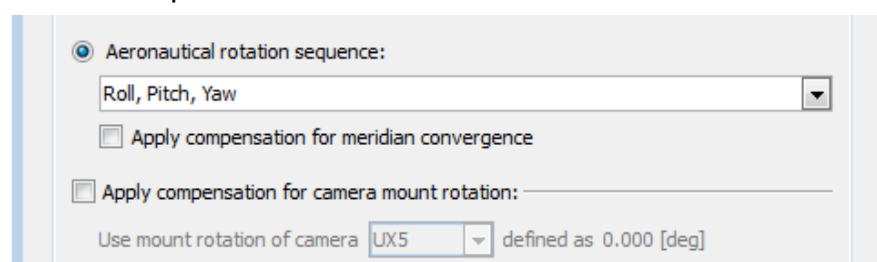 Aeronautical rotation sequence:
Roll, Pitch, Yaw
Apply compensation for meridian convergence
Apply compensation for camera mount rotation:
Use mount rotation of camera UX5 defined as 0.000 [deg]